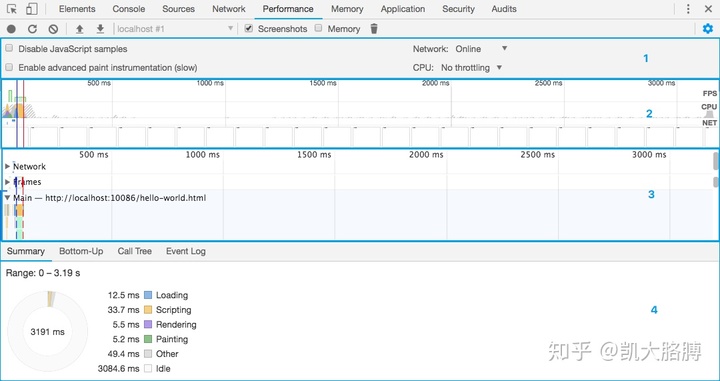 Elements Console Sources Network Performance Memory Application Security Audits
localhost #1 Screenshots Memory
Disable JavaScript samples Network: Online
Enable advanced paint instrumentation (slow) CPU: No throttling
1
500 ms 1000 ms 1500 ms 2000 ms 2500 ms 3000 ms
FPS
CPU
2
NET
500 ms 1000 ms 1500 ms 2000 ms 2500 ms 3000 ms
Network
Frames
Main — http://localhost:10086/hello-world.html
3
Summary Bottom-Up Call Tree Event Log
Range: 0 – 3.19 s
12.5 ms Loading
33.7 ms Scripting
5.5 ms Rendering
5.2 ms Painting
49.4 ms Other
3084.6 ms Idle
3191 ms
4
知乎 @凯大胳膊